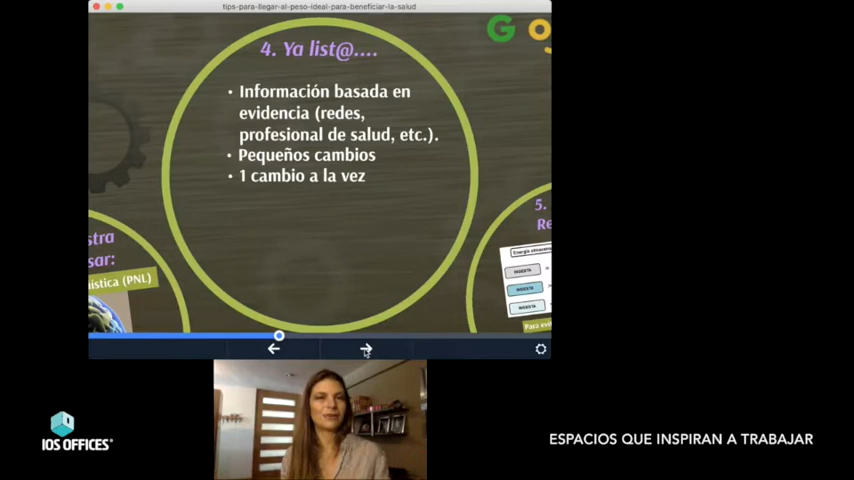 tips-para-llegar-al-peso-ideal-para-beneficiar-la-salud
G
4. Ya list@....
• Información basada en
evidencia (redes,
profesional de salud, etc.).
• Pequeños cambios
• 1 cambio a la vez
stra
sar:
ística (PNL)
5.
Re
INGESTA
INGESTA
INGESTA
Para evi
IOS OFFICES®
ESPACIOS QUE INSPIRAN A TRABAJAR